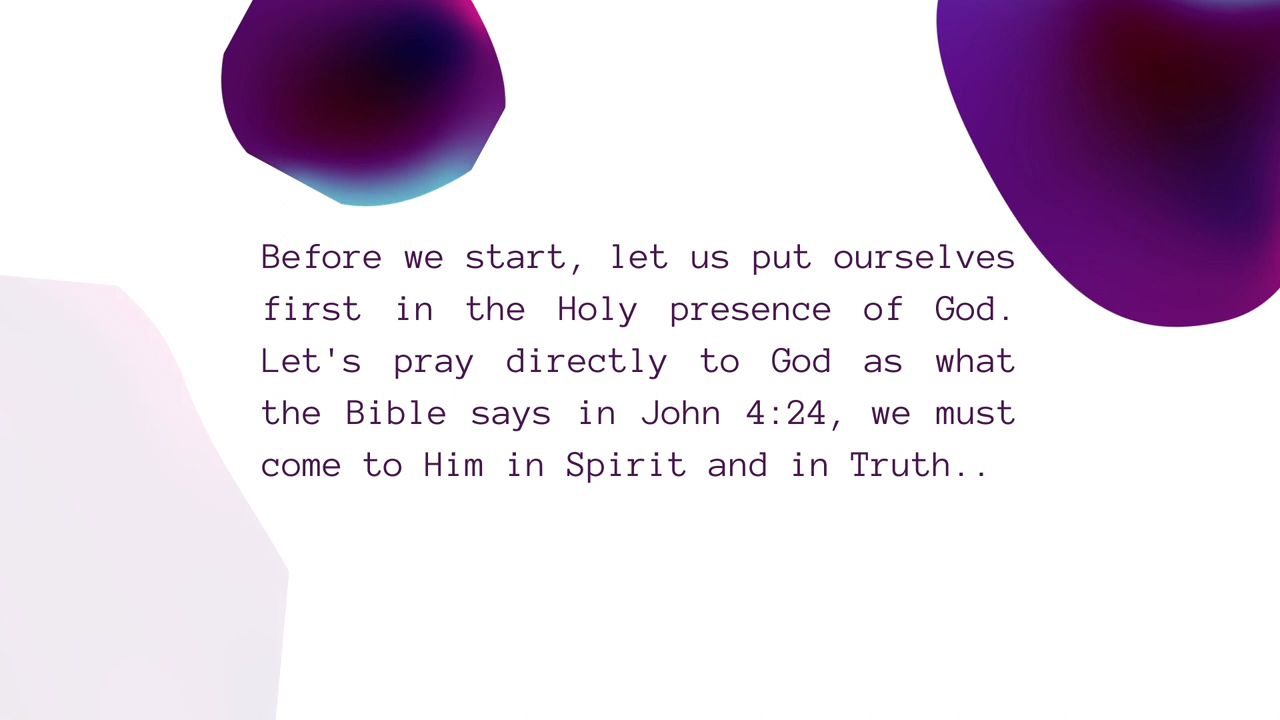 Before we start, let us put ourselves
first in the Holy presence of God.
Let's pray directly to God as what
the Bible says in John 4:24, we must
come to Him in Spirit and in Truth..